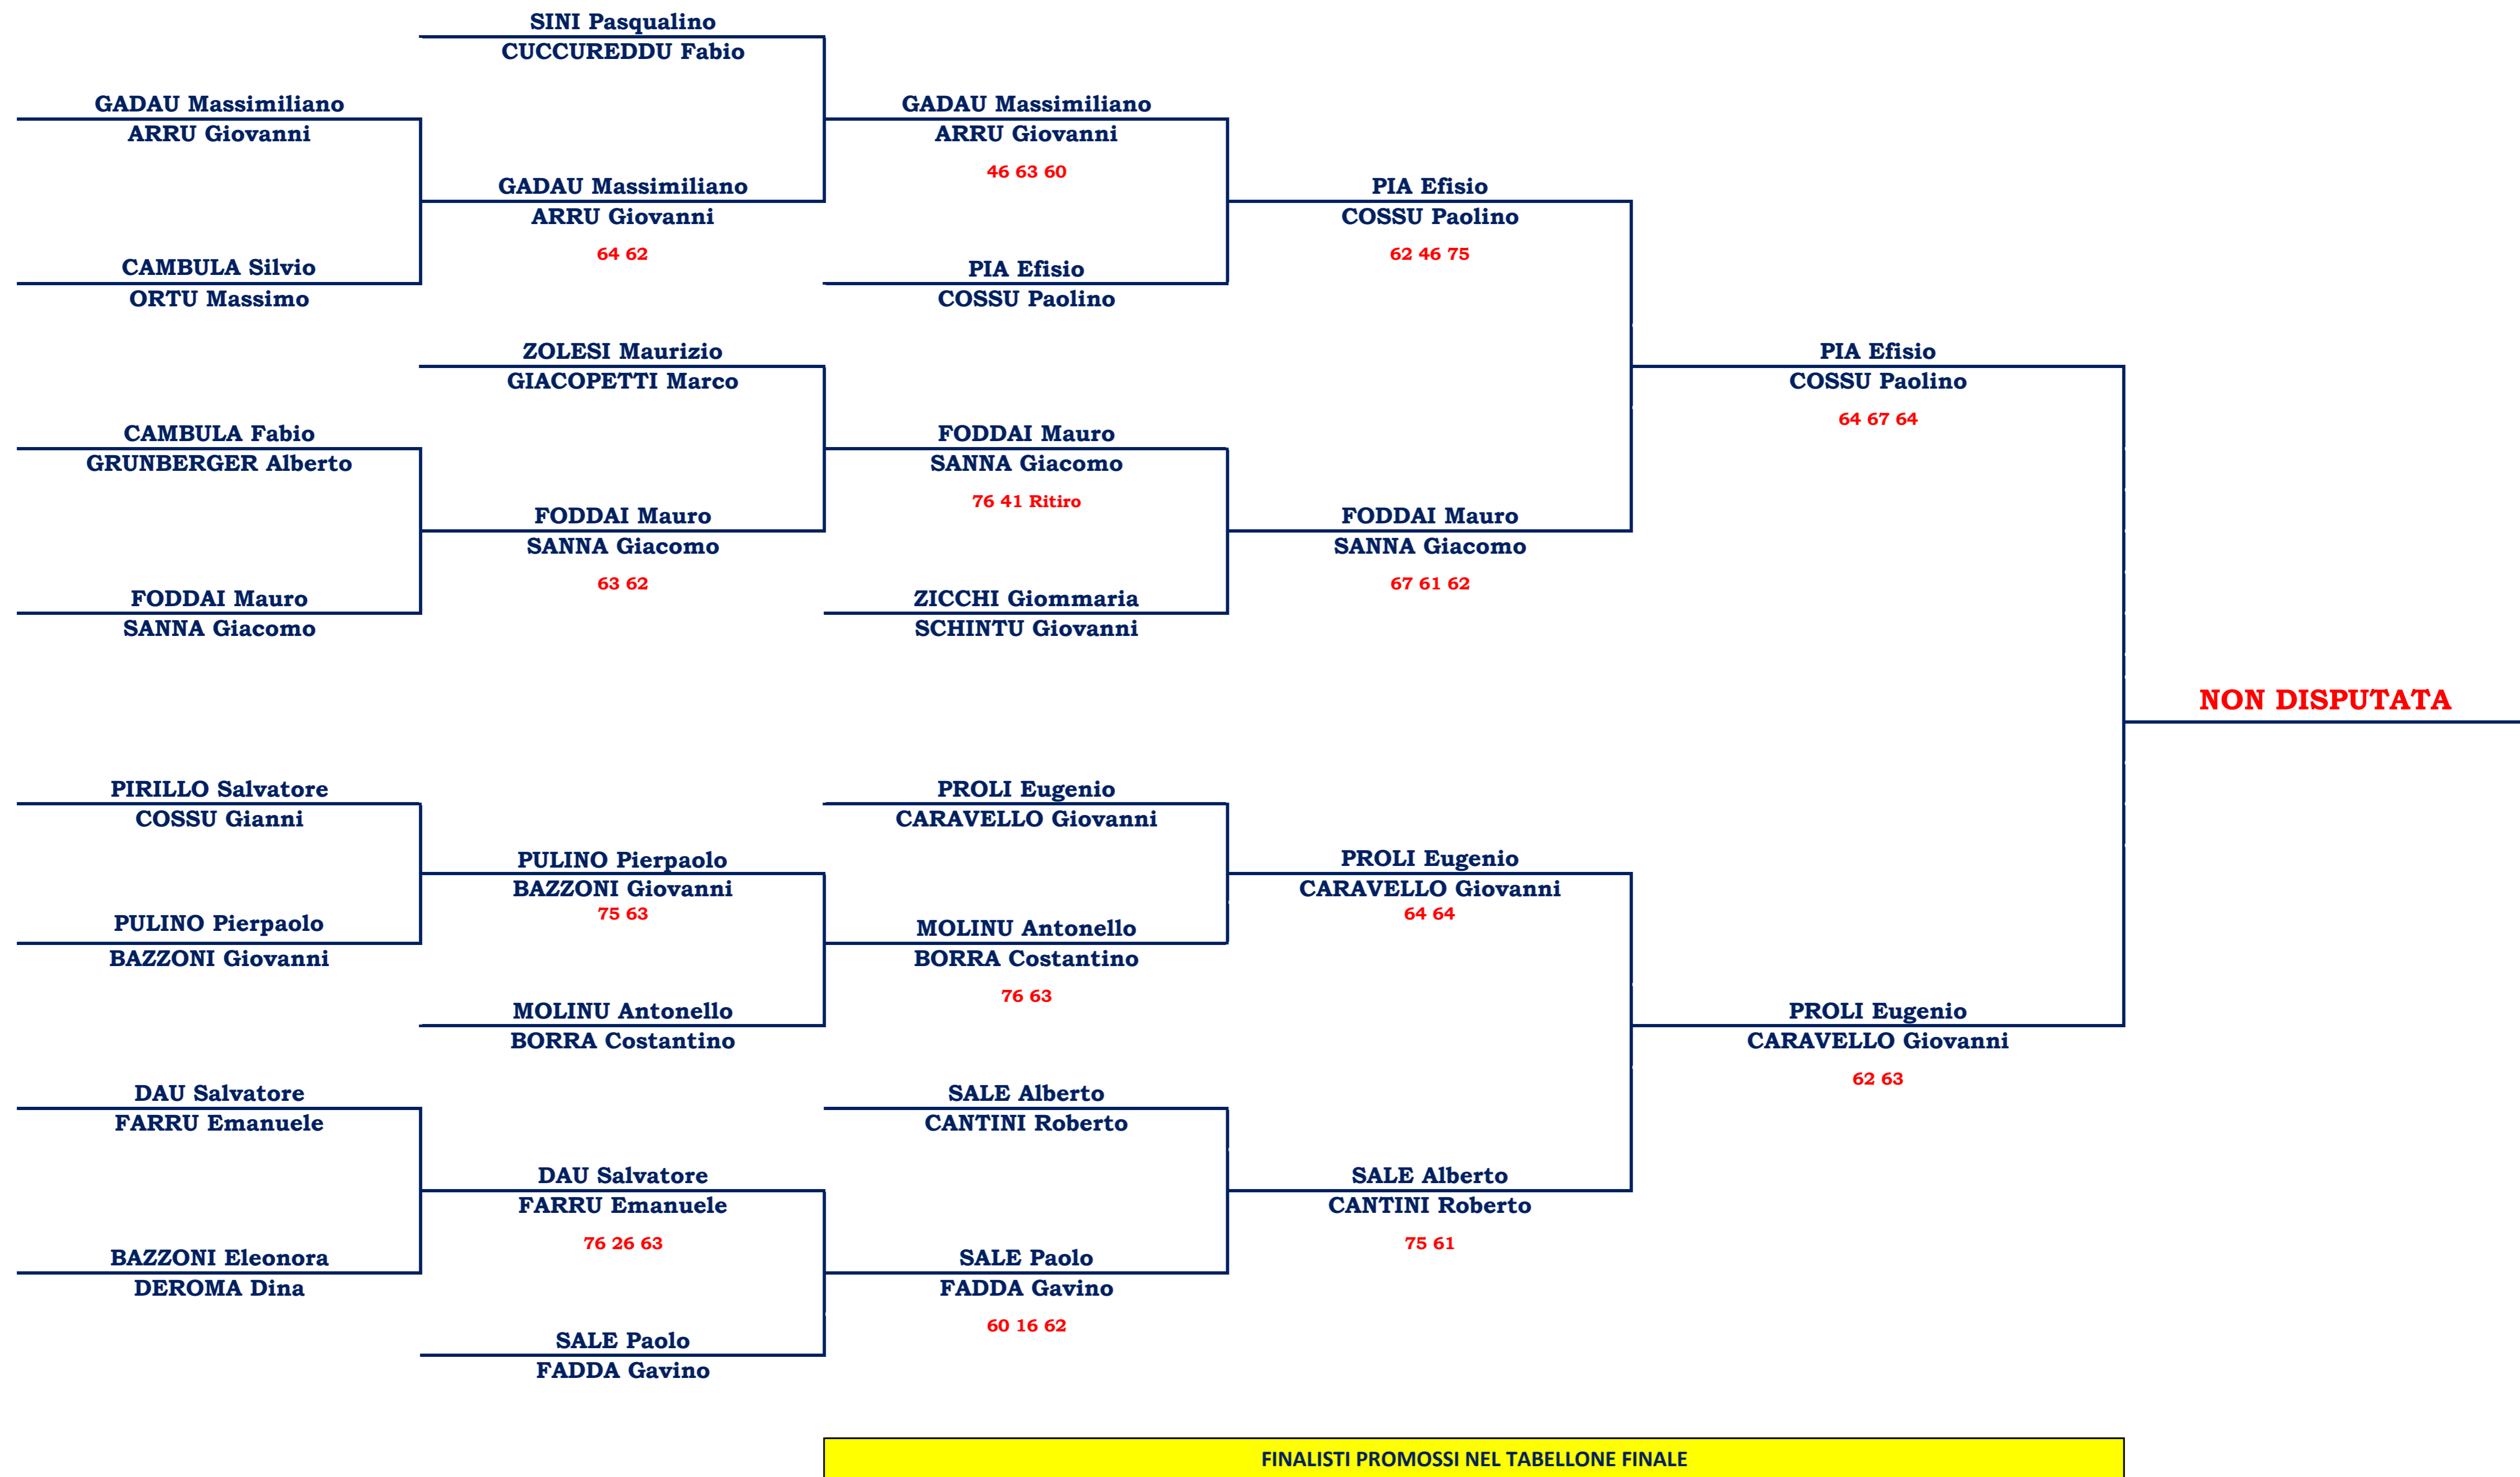 SINI Pasqualino
CUCCUREDDU Fabio
GADAU Massimiliano
ARRU Giovanni
GADAU Massimiliano
ARRU Giovanni
46 63 60
GADAU Massimiliano
ARRU Giovanni
64 62
PIA Efisio
COSSU Paolino
62 46 75
CAMBULA Silvio
ORTU Massimo
PIA Efisio
COSSU Paolino
ZOLESI Maurizio
GIACOPETTI Marco
PIA Efisio
COSSU Paolino
64 67 64
CAMBULA Fabio
GRUNBERGER Alberto
FODDAI Mauro
SANNA Giacomo
76 41 Ritiro
FODDAI Mauro
SANNA Giacomo
63 62
FODDAI Mauro
SANNA Giacomo
67 61 62
FODDAI Mauro
SANNA Giacomo
ZICCHI Giommaria
SCHINTU Giovanni
NON DISPUTATA
PIRILLO Salvatore
COSSU Gianni
PROLI Eugenio
CARAVELLO Giovanni
PULINO Pierpaolo
BAZZONI Giovanni
75 63
PROLI Eugenio
CARAVELLO Giovanni
64 64
PULINO Pierpaolo
BAZZONI Giovanni
MOLINU Antonello
BORRA Costantino
76 63
MOLINU Antonello
BORRA Costantino
PROLI Eugenio
CARAVELLO Giovanni
62 63
DAU Salvatore
FARRU Emanuele
SALE Alberto
CANTINI Roberto
DAU Salvatore
FARRU Emanuele
76 26 63
SALE Alberto
CANTINI Roberto
75 61
BAZZONI Eleonora
DEROMA Dina
SALE Paolo
FADDA Gavino
60 16 62
SALE Paolo
FADDA Gavino
FINALISTI PROMOSSI NEL TABELLONE FINALE